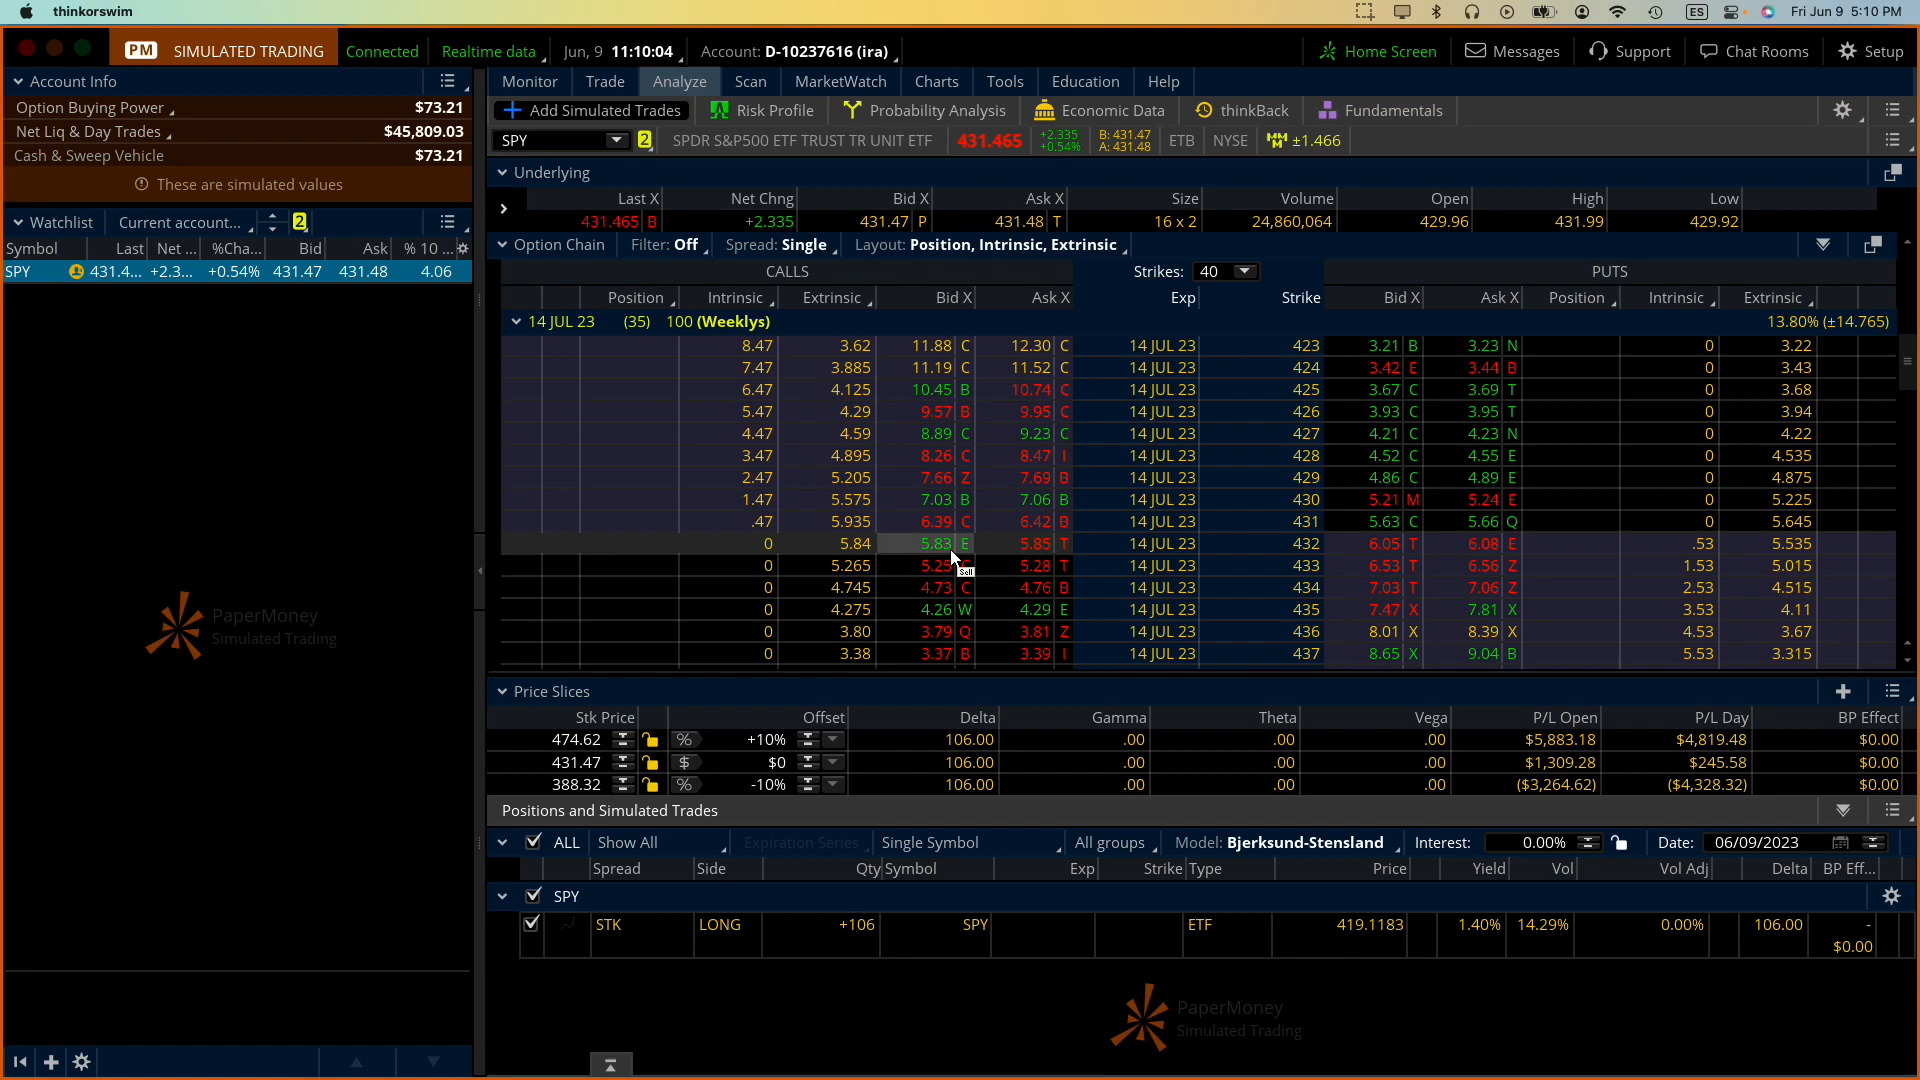 thinkorswim ES Fri Jun 9 5:10 PM
PM SIMULATED TRADING Connected Realtime data Jun, 9 11:10:04 Account: D-10237616 (ira) Home Screen Messages Support Chat Rooms Setup
Account Info
Option Buying Power $73.21
Net Liq & Day Trades $45,809.03
Cash & Sweep Vehicle $73.21
These are simulated values
Watchlist Current account... 2
Symbol Last Net ... %Cha... Bid Ask % 10 ...
SPY 431.4... +2.3... +0.54% 431.47 431.48 4.06
PaperMoney
Simulated Trading
Monitor Trade Analyze Scan MarketWatch Charts Tools Education Help
Add Simulated Trades Risk Profile Probability Analysis Economic Data thinkBack Fundamentals
SPY 2 SPDR S&P500 ETF TRUST TR UNIT ETF 431.465 +2.335 +0.54% B: 431.47 A: 431.48 ETB NYSE ±1.466
Underlying
Last X Net Chng Bid X Ask X Size Volume Open High Low
431.465 B +2.335 431.47 P 431.48 T 16 x 2 24,860,064 429.96 431.99 429.92
Option Chain Filter: Off Spread: Single Layout: Position, Intrinsic, Extrinsic
CALLS Strikes: 40 PUTS
Position Intrinsic Extrinsic Bid X Ask X Exp Strike Bid X Ask X Position Intrinsic Extrinsic
14 JUL 23 (35) 100 (Weeklys) 13.80% (±14.765)
8.47 3.62 11.88 C 12.30 C 14 JUL 23 423 3.21 B 3.23 N 0 3.22
7.47 3.885 11.19 C 11.52 C 14 JUL 23 424 3.42 E 3.44 B 0 3.43
6.47 4.125 10.45 B 10.74 C 14 JUL 23 425 3.67 C 3.69 T 0 3.68
5.47 4.29 9.57 B 9.95 C 14 JUL 23 426 3.93 C 3.95 T 0 3.94
4.47 4.59 8.89 C 9.23 C 14 JUL 23 427 4.21 C 4.23 N 0 4.22
3.47 4.895 8.26 C 8.47 I 14 JUL 23 428 4.52 C 4.55 E 0 4.535
2.47 5.205 7.66 Z 7.69 B 14 JUL 23 429 4.86 C 4.89 E 0 4.875
1.47 5.575 7.03 B 7.06 B 14 JUL 23 430 5.21 M 5.24 E 0 5.225
.47 5.935 6.39 C 6.42 B 14 JUL 23 431 5.63 C 5.66 Q 0 5.645
0 5.84 5.83 E 5.85 T 14 JUL 23 432 6.05 T 6.08 E .53 5.535
0 5.265 5.25 5.28 T 14 JUL 23 433 6.53 T 6.56 Z 1.53 5.015
Sell
0 4.745 4.73 C 4.76 B 14 JUL 23 434 7.03 T 7.06 Z 2.53 4.515
0 4.275 4.26 W 4.29 E 14 JUL 23 435 7.47 X 7.81 X 3.53 4.11
0 3.80 3.79 Q 3.81 Z 14 JUL 23 436 8.01 X 8.39 X 4.53 3.67
0 3.38 3.37 B 3.39 I 14 JUL 23 437 8.65 X 9.04 B 5.53 3.315
Price Slices
Stk Price Offset Delta Gamma Theta Vega P/L Open P/L Day BP Effect
474.62 % +10% 106.00 .00 .00 .00 $5,883.18 $4,819.48 $0.00
431.47 $ $0 106.00 .00 .00 .00 $1,309.28 $245.58 $0.00
388.32 % -10% 106.00 .00 .00 .00 ($3,264.62) ($4,328.32) $0.00
Positions and Simulated Trades
ALL Show All Expiration Series Single Symbol All groups Model: Bjerksund-Stensland Interest: 0.00% Date: 06/09/2023
Spread Side Qty Symbol Exp Strike Type Price Yield Vol Vol Adj Delta BP Eff...
SPY
STK LONG +106 SPY ETF 419.1183 1.40% 14.29% 0.00% 106.00 -
$0.00
PaperMoney
Simulated Trading